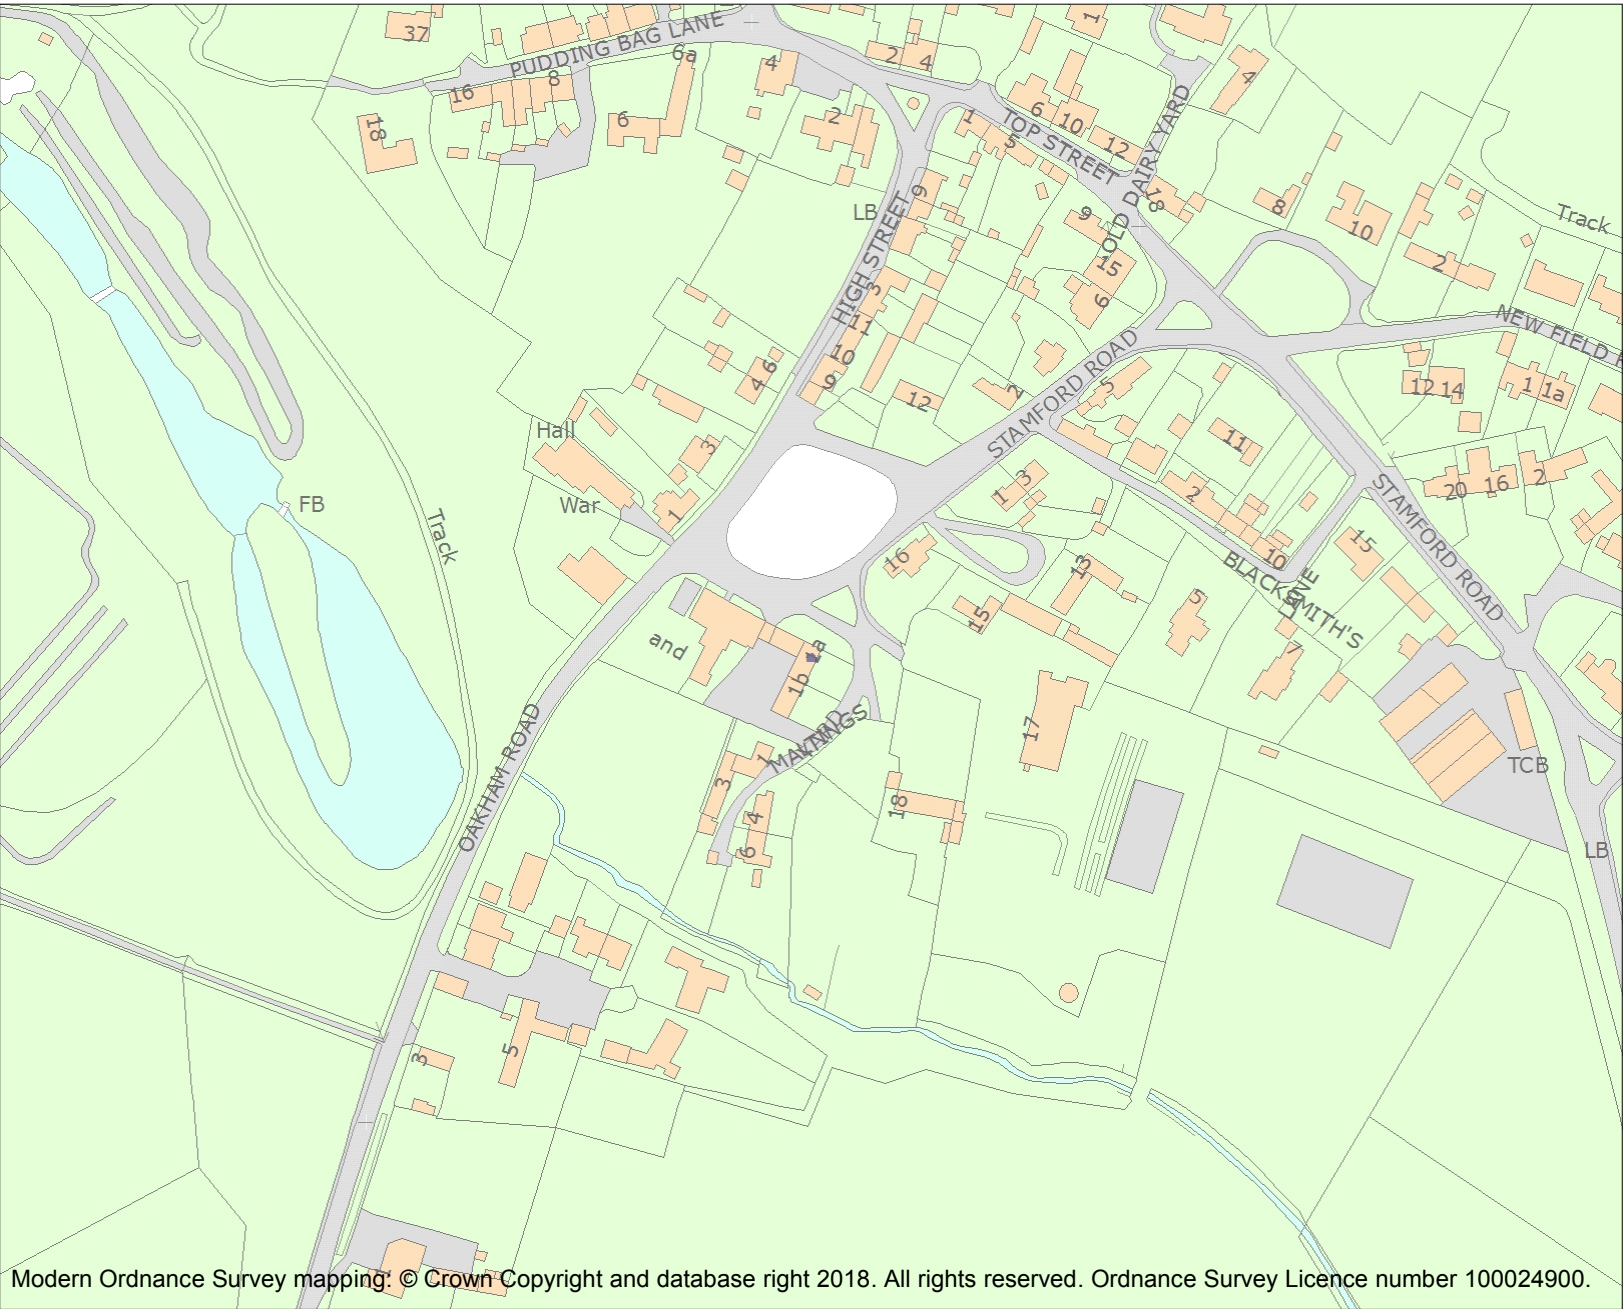 37
PUDDING BAG LANE
6a
16
8
18
6
4
2
2 4
1
4
6
10
12
TOP STREET
1
5
OLD DAIRY YARD
18
9
15
6
8
10
2
Track
NEW FIELD R
LB
9
HIGH STREET
3
11
10
9
4 6
12
2
STAMFORD ROAD
5
11
12 14
1 1a
Hall
3
War
1
FB
Track
1 3
2
10
BLACKSMITH'S
LANE
15
STAMFORD ROAD
20 16 2
16
13
15
5
7
and
1a
1b
MALTINGS
YARD
1
3
4
6
17
18
TCB
LB
OAKHAM ROAD
3
5
Modern Ordnance Survey mapping: © Crown Copyright and database right 2018. All rights reserved. Ordnance Survey Licence number 100024900.